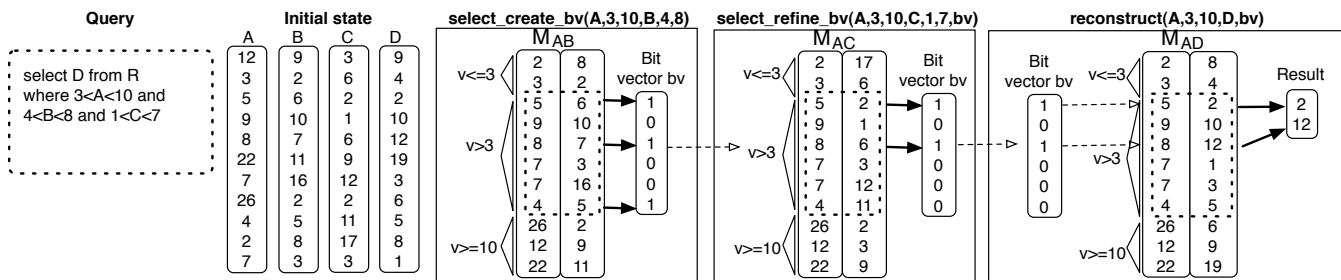 Query
select D from R
where 3<A<10 and
4<B<8 and 1<C<7
Initial state
A B C D
12 9 3 9
3 2 6 4
5 6 2 2
9 10 1 10
8 7 6 12
22 11 9 19
7 16 12 3
26 2 2 6
4 5 11 5
2 8 17 8
7 3 3 1
select_create_bv(A,3,10,B,4,8)
MAB
Bit
vector bv
v<=3
v>3
v>=10
2 8
3 2
5 6 1
9 10 0
8 7 1
7 3 0
7 16 0
4 5 1
26 2
12 9
22 11
select_refine_bv(A,3,10,C,1,7,bv)
MAC
Bit
vector bv
v<=3
v>3
v>=10
2 17
3 6
5 2 1
9 1 0
8 6 1
7 3 0
7 12 0
4 11 0
26 2
12 3
22 9
reconstruct(A,3,10,D,bv)
MAD
Bit
vector bv
v<=3
v>3
v>=10
Result
2 8
3 4
1 5 2 2
0 9 10 12
1 8 12
0 7 1
0 7 3
0 4 5
26 6
12 9
22 19